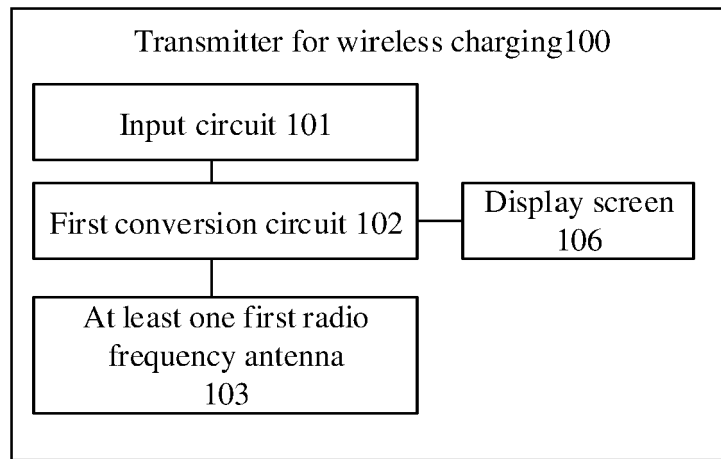 Transmitter for wireless charging100
Input circuit 101
First conversion circuit 102
Display screen
106
At least one first radio
frequency antenna
103